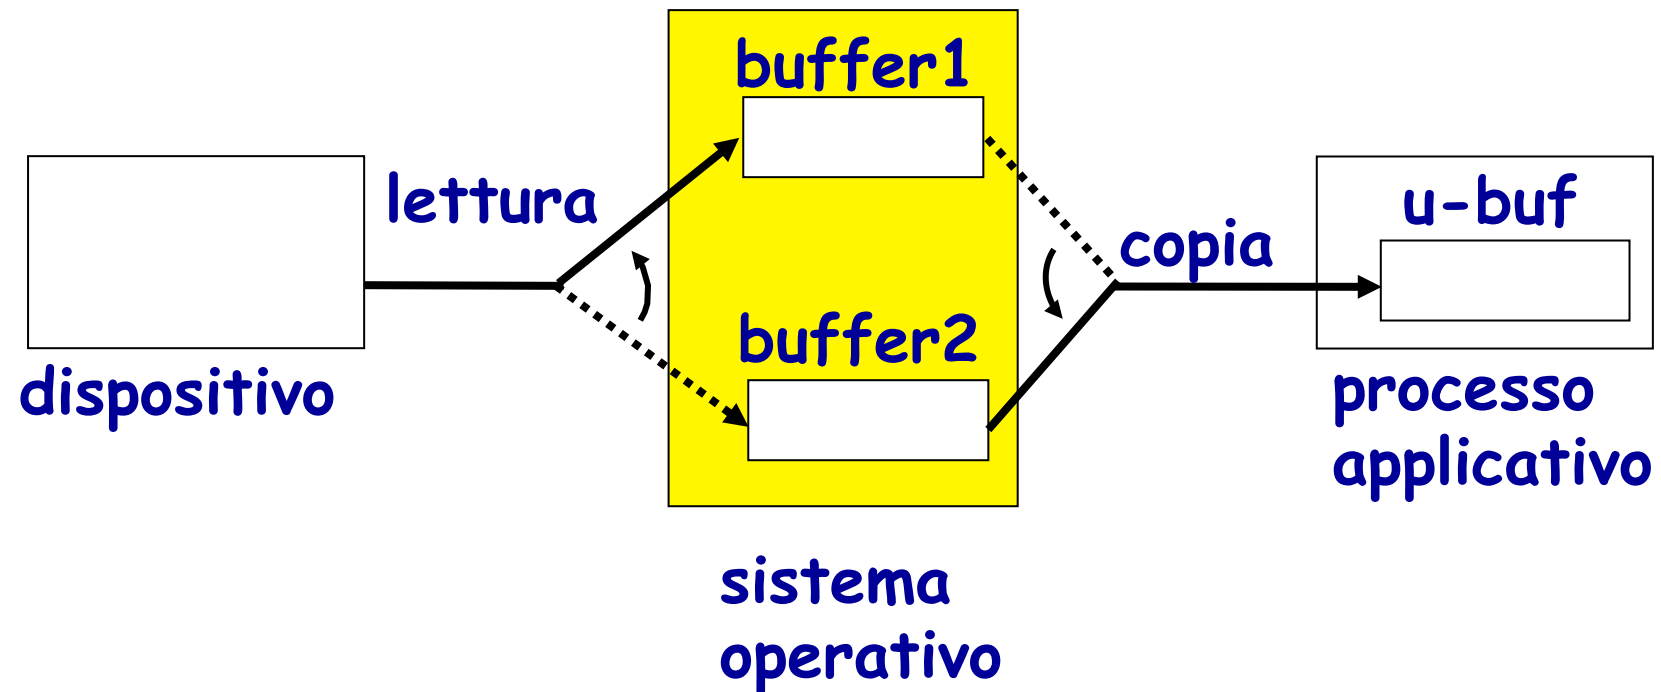 buffer1
lettura
u-buf
copia
buffer2
dispositivo
processo
applicativo
sistema
operativo